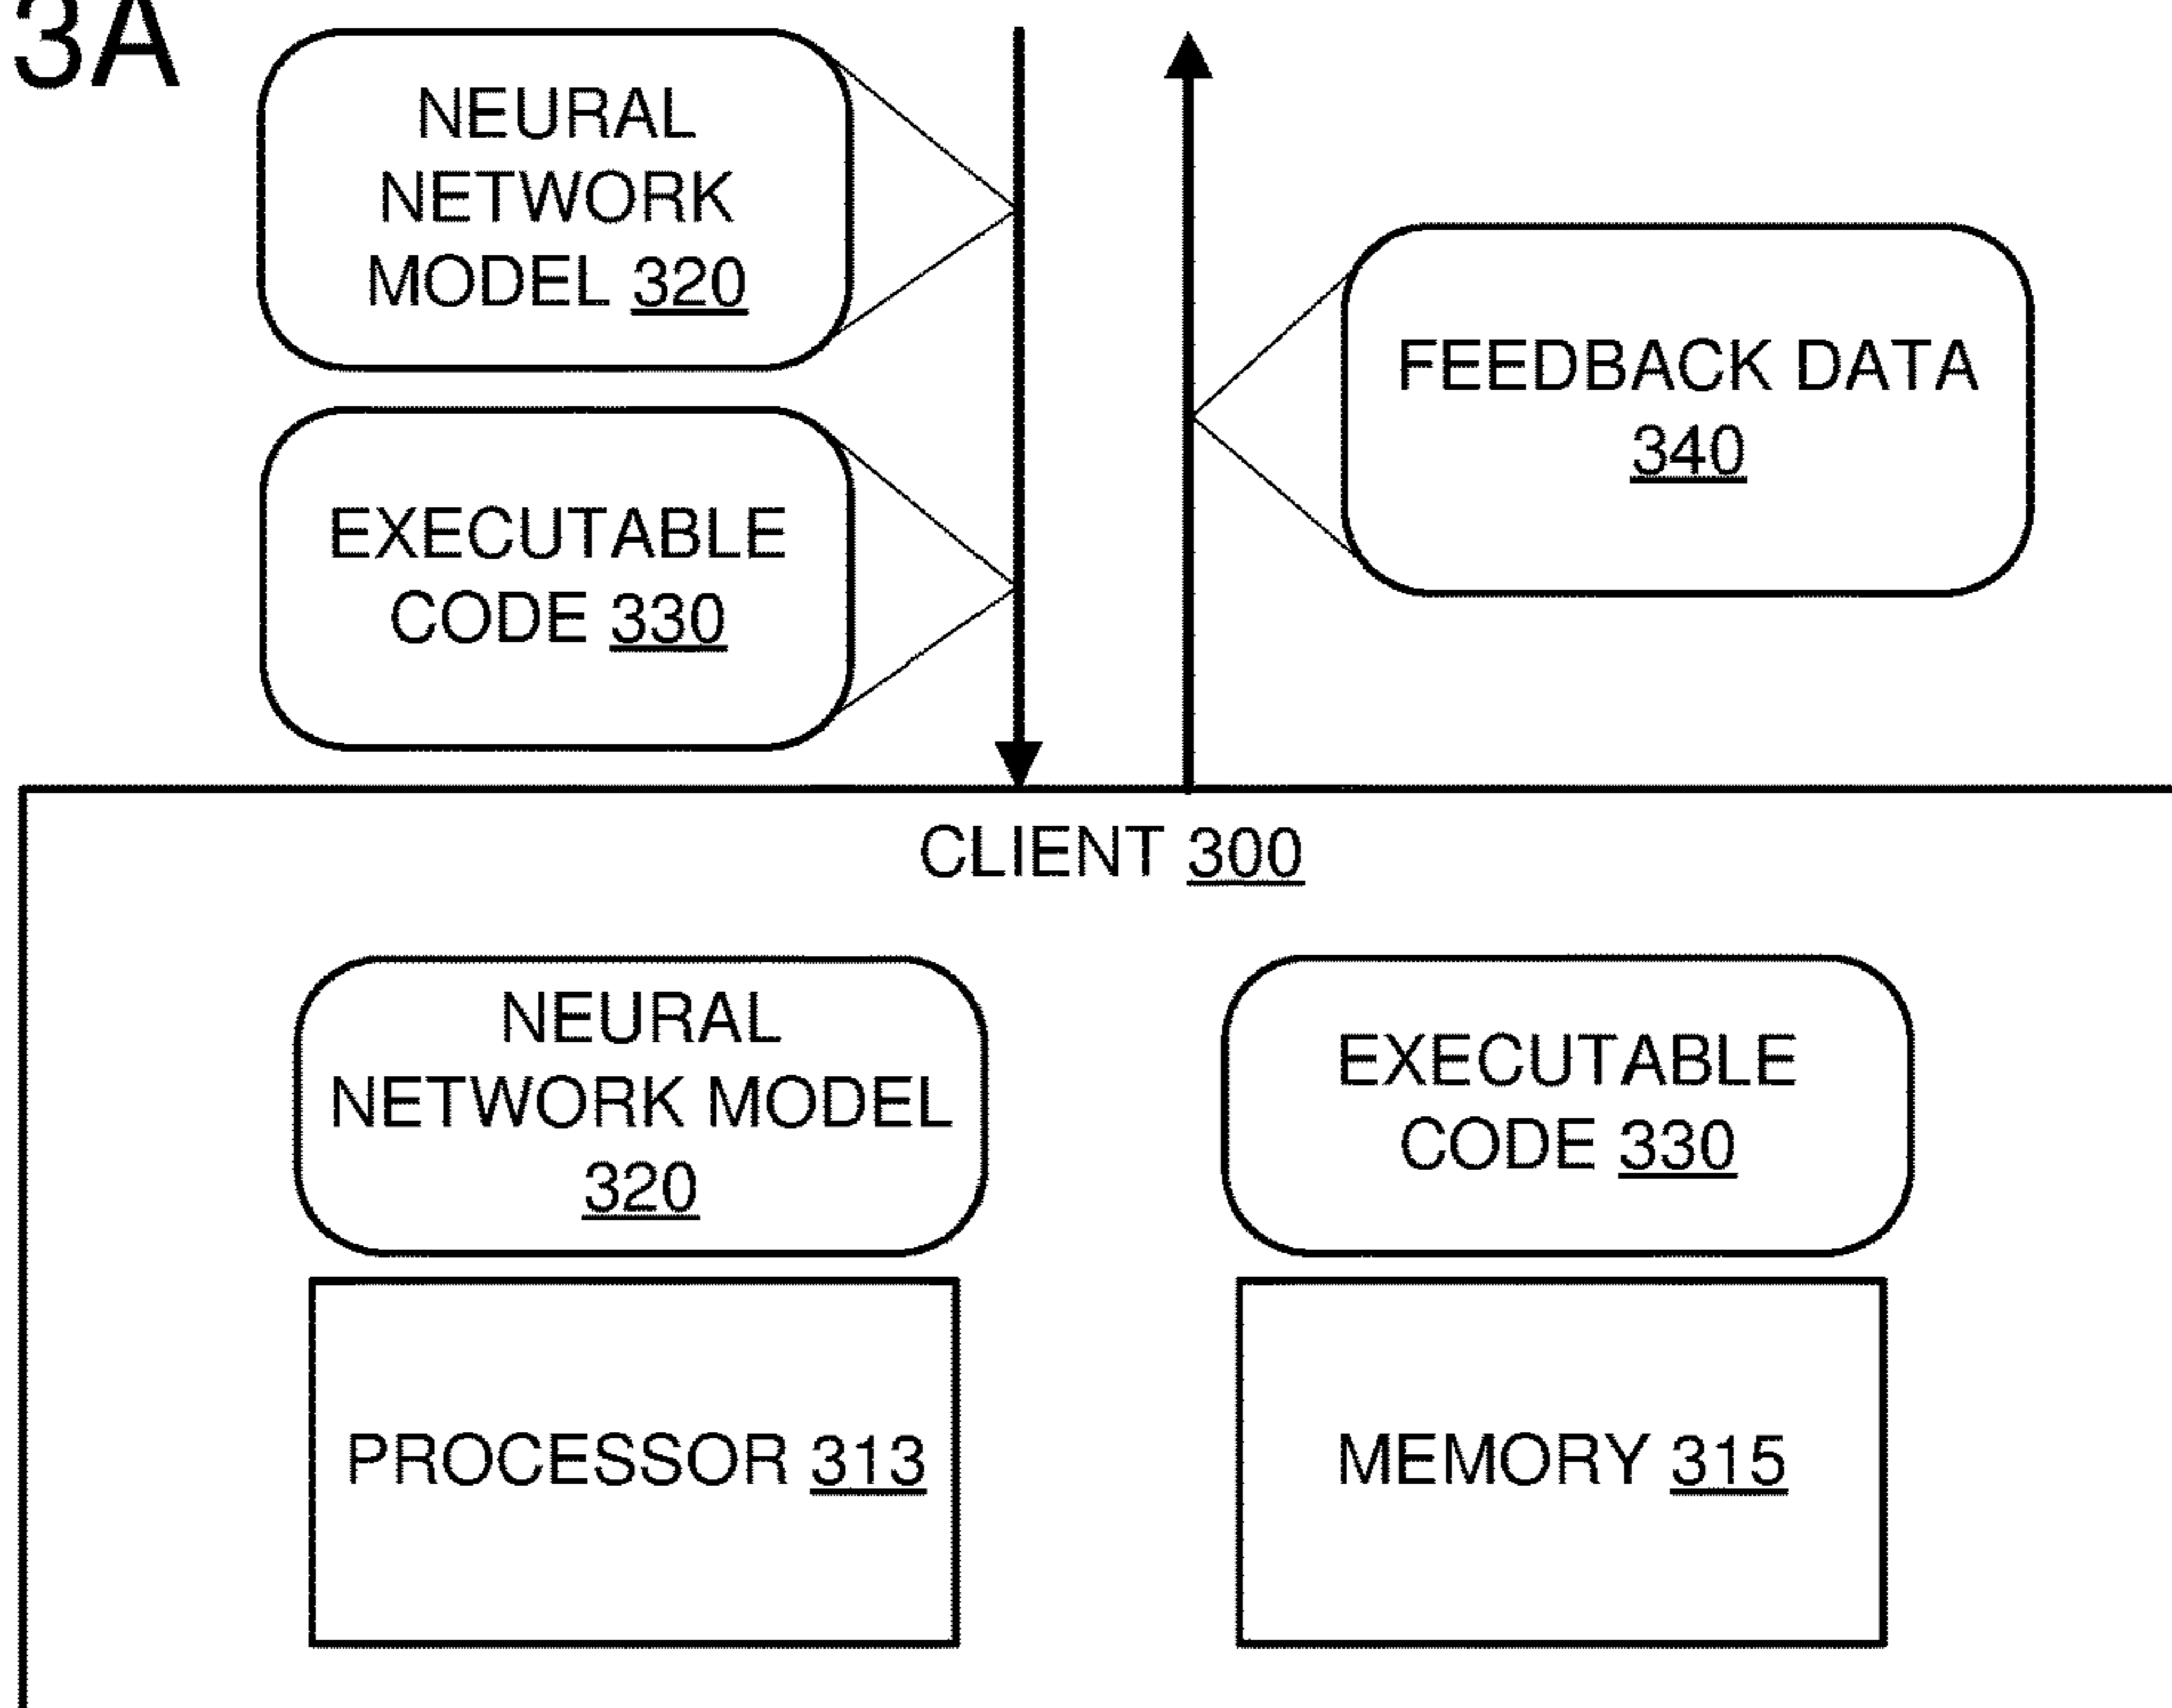 3A
NEURAL
NETWORK
MODEL 320
EXECUTABLE
CODE 330
FEEDBACK DATA
340
CLIENT 300
NEURAL
NETWORK MODEL
320
EXECUTABLE
CODE 330
PROCESSOR 313
MEMORY 315